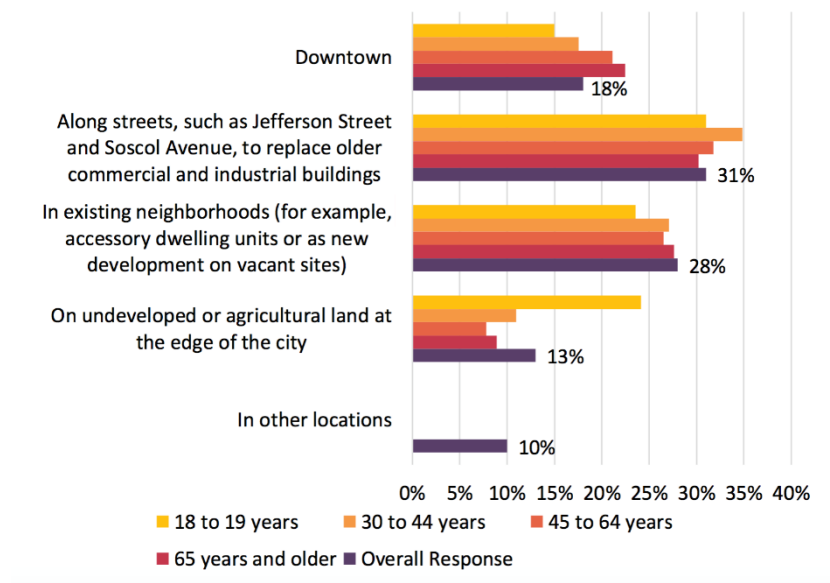 Downtown
18%
Along streets, such as Jefferson Street
and Soscol Avenue, to replace older
commercial and industrial buildings
31%
In existing neighborhoods (for example,
accessory dwelling units or as new
development on vacant sites)
28%
On undeveloped or agricultural land at
the edge of the city
13%
In other locations
10%
0% 5% 10% 15% 20% 25% 30% 35% 40%
18 to 19 years 30 to 44 years 45 to 64 years
65 years and older Overall Response